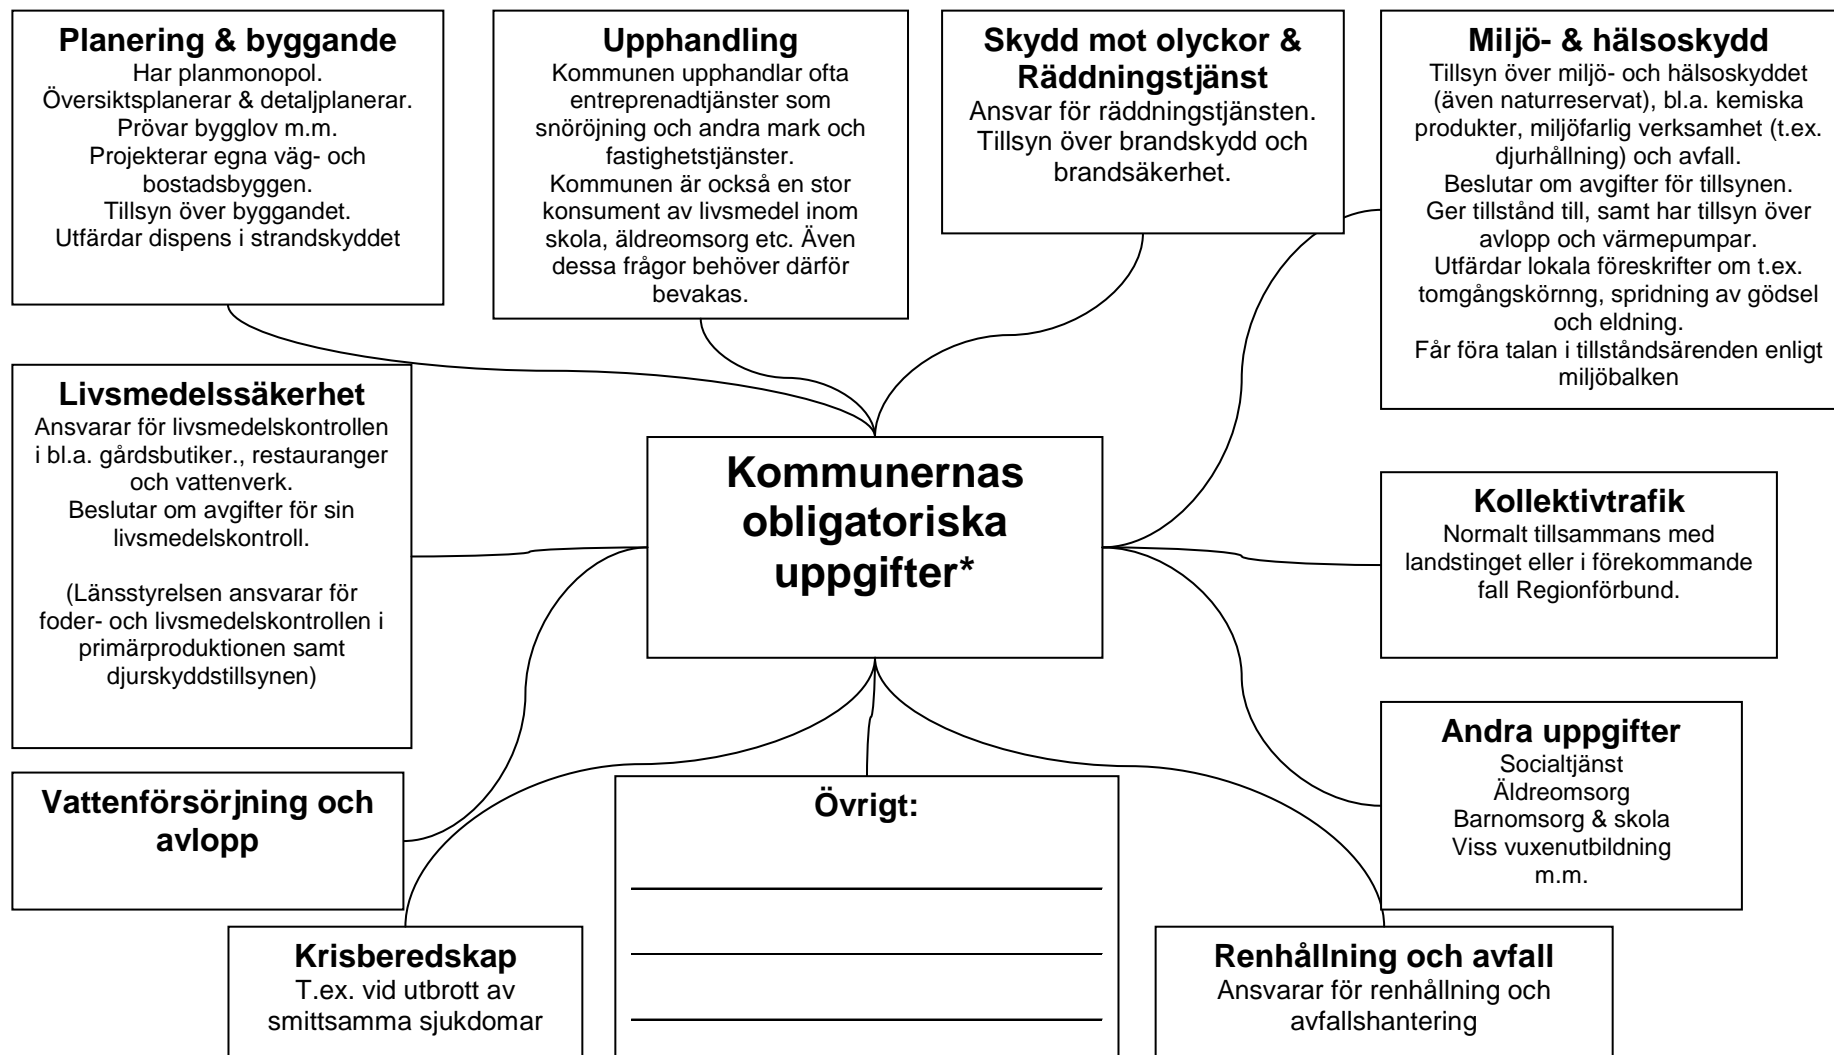 Planering & byggande
Har planmonopol.
Översiktsplanerar & detaljplanerar.
Prövar bygglov m.m.
Projekterar egna väg- och
bostadsbyggen.
Tillsyn över byggandet.
Utfärdar dispens i strandskyddet
Upphandling
Kommunen upphandlar ofta
entreprenadtjänster som
snöröjning och andra mark och
fastighetstjänster.
Kommunen är också en stor
konsument av livsmedel inom
skola, äldreomsorg etc. Även
dessa frågor behöver därför
bevakas.
Skydd mot olyckor &
Räddningstjänst
Ansvar för räddningstjänsten.
Tillsyn över brandskydd och
brandsäkerhet.
Miljö- & hälsoskydd
Tillsyn över miljö- och hälsoskyddet
(även naturreservat), bl.a. kemiska
produkter, miljöfarlig verksamhet (t.ex.
djurhållning) och avfall.
Beslutar om avgifter för tillsynen.
Ger tillstånd till, samt har tillsyn över
avlopp och värmepumpar.
Utfärdar lokala föreskrifter om t.ex.
tomgångskörnng, spridning av gödsel
och eldning.
Får föra talan i tillståndsärenden enligt
miljöbalken
Livsmedelssäkerhet
Ansvarar för livsmedelskontrollen
i bl.a. gårdsbutiker., restauranger
och vattenverk.
Beslutar om avgifter för sin
livsmedelskontroll.
(Länsstyrelsen ansvarar för
foder- och livsmedelskontrollen i
primärproduktionen samt
djurskyddstillsynen)
Kommunernas
obligatoriska
uppgifter*
Kollektivtrafik
Normalt tillsammans med
landstinget eller i förekommande
fall Regionförbund.
Andra uppgifter
Socialtjänst
Äldreomsorg
Barnomsorg & skola
Viss vuxenutbildning
m.m.
Vattenförsörjning och
avlopp
Övrigt:
Krisberedskap
T.ex. vid utbrott av
smittsamma sjukdomar
Renhållning och avfall
Ansvarar för renhållning och
avfallshantering